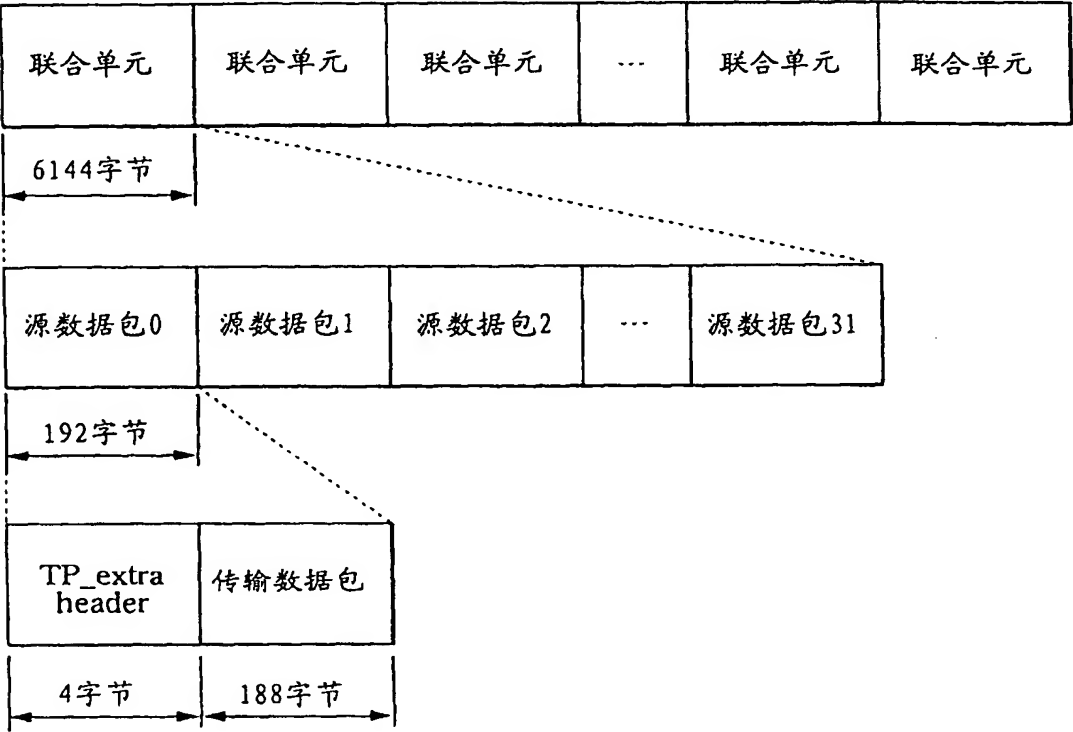 联合单元 联合单元 联合单元 ... 联合单元 联合单元
6144字节
源数据包0 源数据包1 源数据包2 ... 源数据包31
192字节
TP_extra header 传输数据包
4字节 188字节